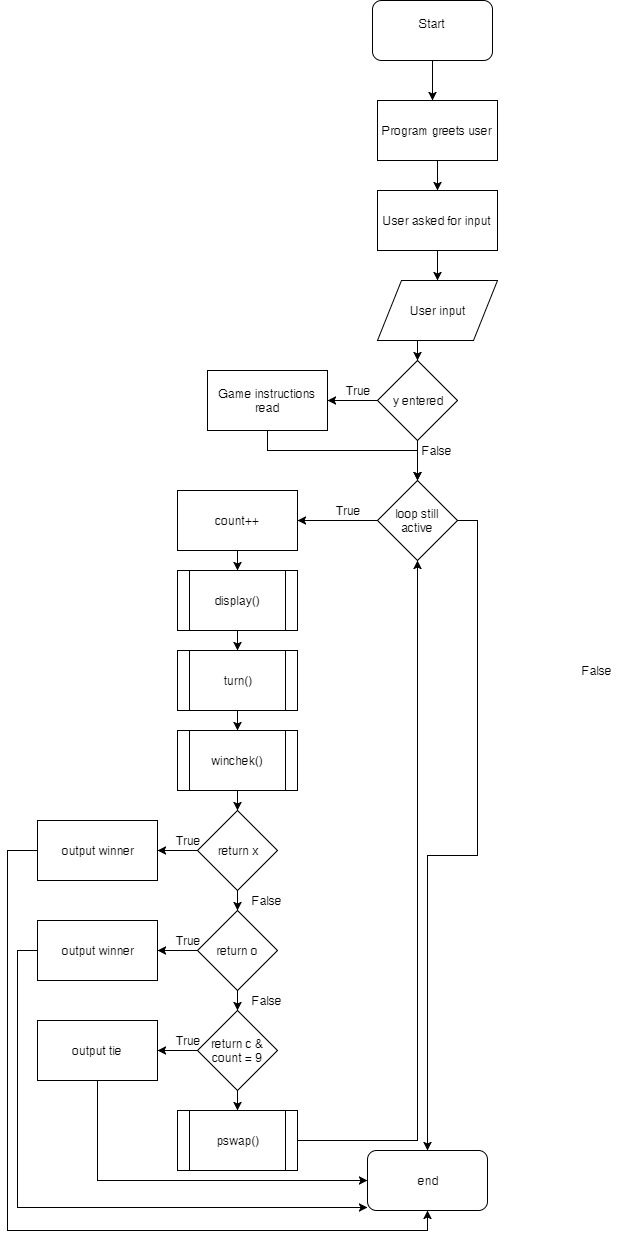 Start
Program greets user
User asked for input
User input
y entered
True
Game instructions
read
False
loop still
active
True
count++
display()
turn()
False
winchek()
return x
True
output winner
False
return o
True
output winner
False
return c &
count = 9
True
output tie
pswap()
end